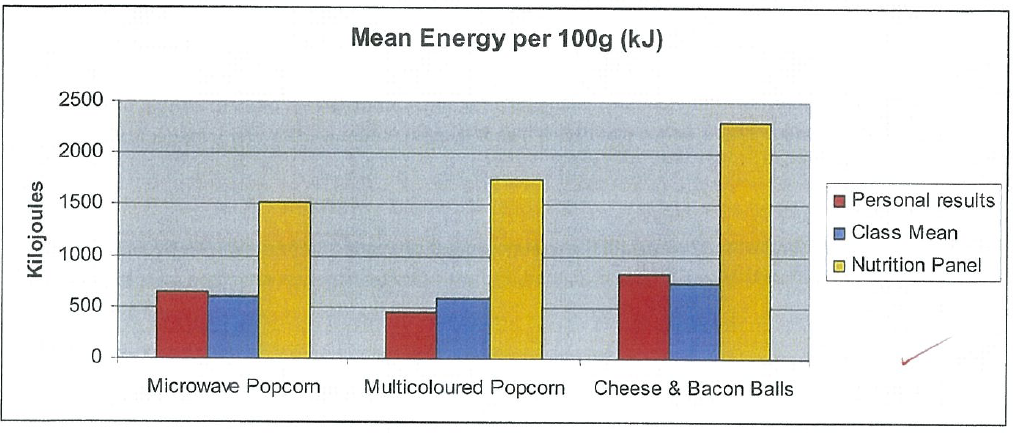 Mean Energy per 100g (kJ)
2500
2000
1500
1000
500
0
Kilojoules
Microwave Popcorn
Multicoloured Popcorn
Cheese & Bacon Balls
Personal results
Class Mean
Nutrition Panel